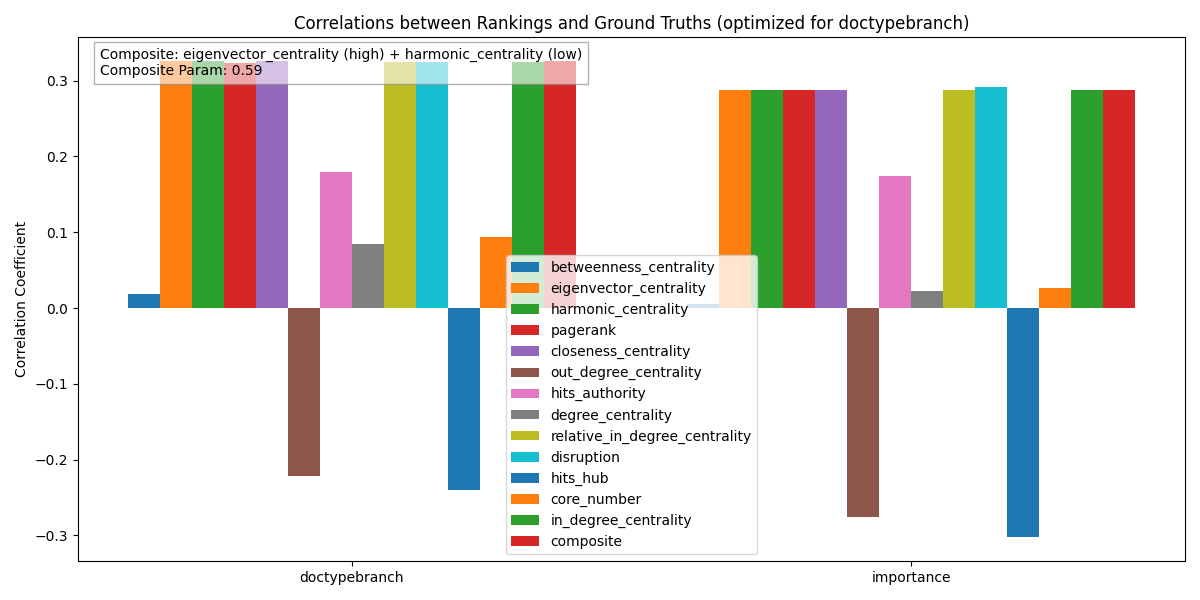 Correlations between Rankings and Ground Truths (optimized for doctypebranch)
Composite: eigenvector_centrality (high) + harmonic_centrality (low)
Composite Param: 0.59
Correlation Coefficient
0.3
0.2
0.1
0.0
−0.1
−0.2
−0.3
betweenness_centrality
eigenvector_centrality
harmonic_centrality
pagerank
closeness_centrality
out_degree_centrality
hits_authority
degree_centrality
relative_in_degree_centrality
disruption
hits_hub
core_number
in_degree_centrality
composite
doctypebranch
importance